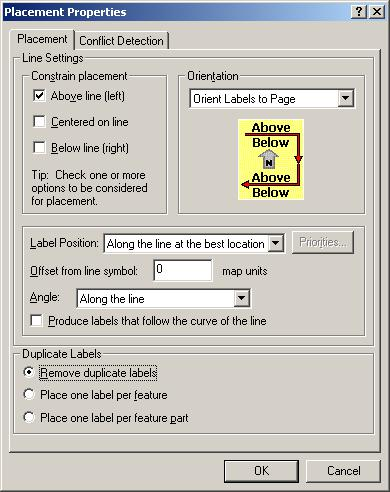 Placement Properties
Placement
Conflict Detection
Line Settings
Constrain placement
Above line (left)
Centered on line
Below line (right)
Tip: Check one or more
options to be considered
for placement.
Orientation
Orient Labels to Page
Above
Below
N
Above
Below
Label Position: Along the line at the best location Priorities...
Offset from line symbol: 0 map units
Angle: Along the line
Produce labels that follow the curve of the line
Duplicate Labels
Remove duplicate labels
Place one label per feature
Place one label per feature part
OK Cancel